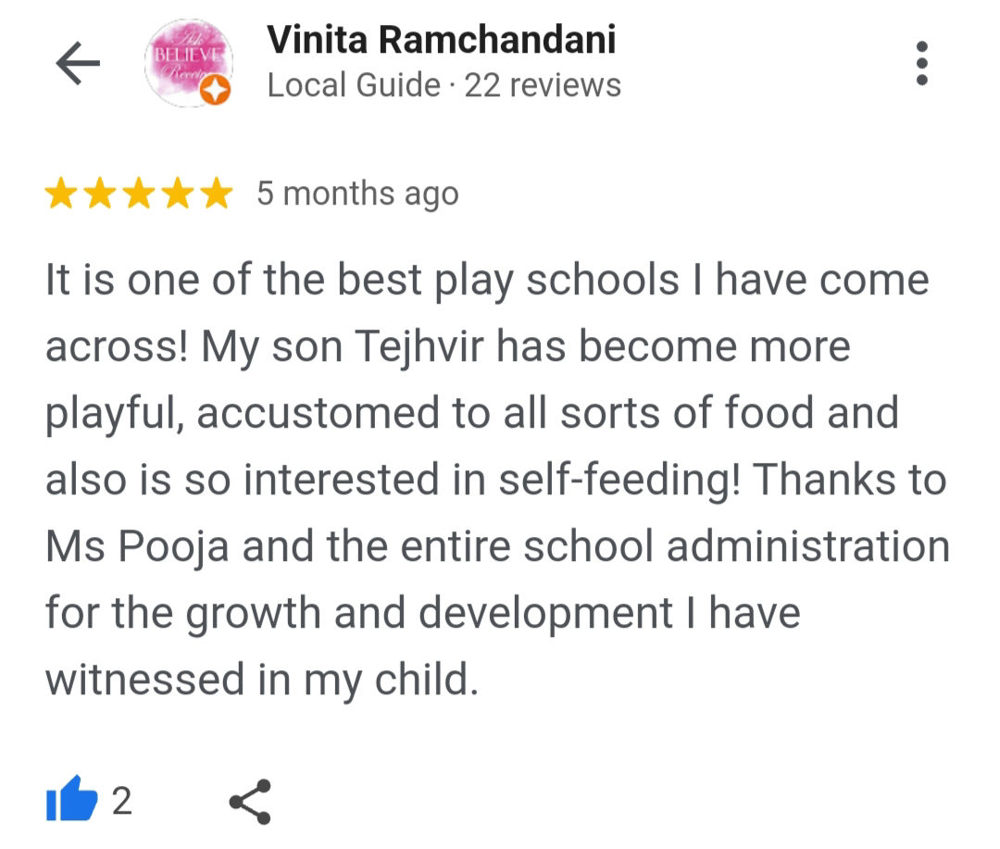 Ask
BELIEVE
Receive
Vinita Ramchandani
Local Guide · 22 reviews
5 months ago
It is one of the best play schools I have come
across! My son Tejhvir has become more
playful, accustomed to all sorts of food and
also is so interested in self-feeding! Thanks to
Ms Pooja and the entire school administration
for the growth and development I have
witnessed in my child.
2